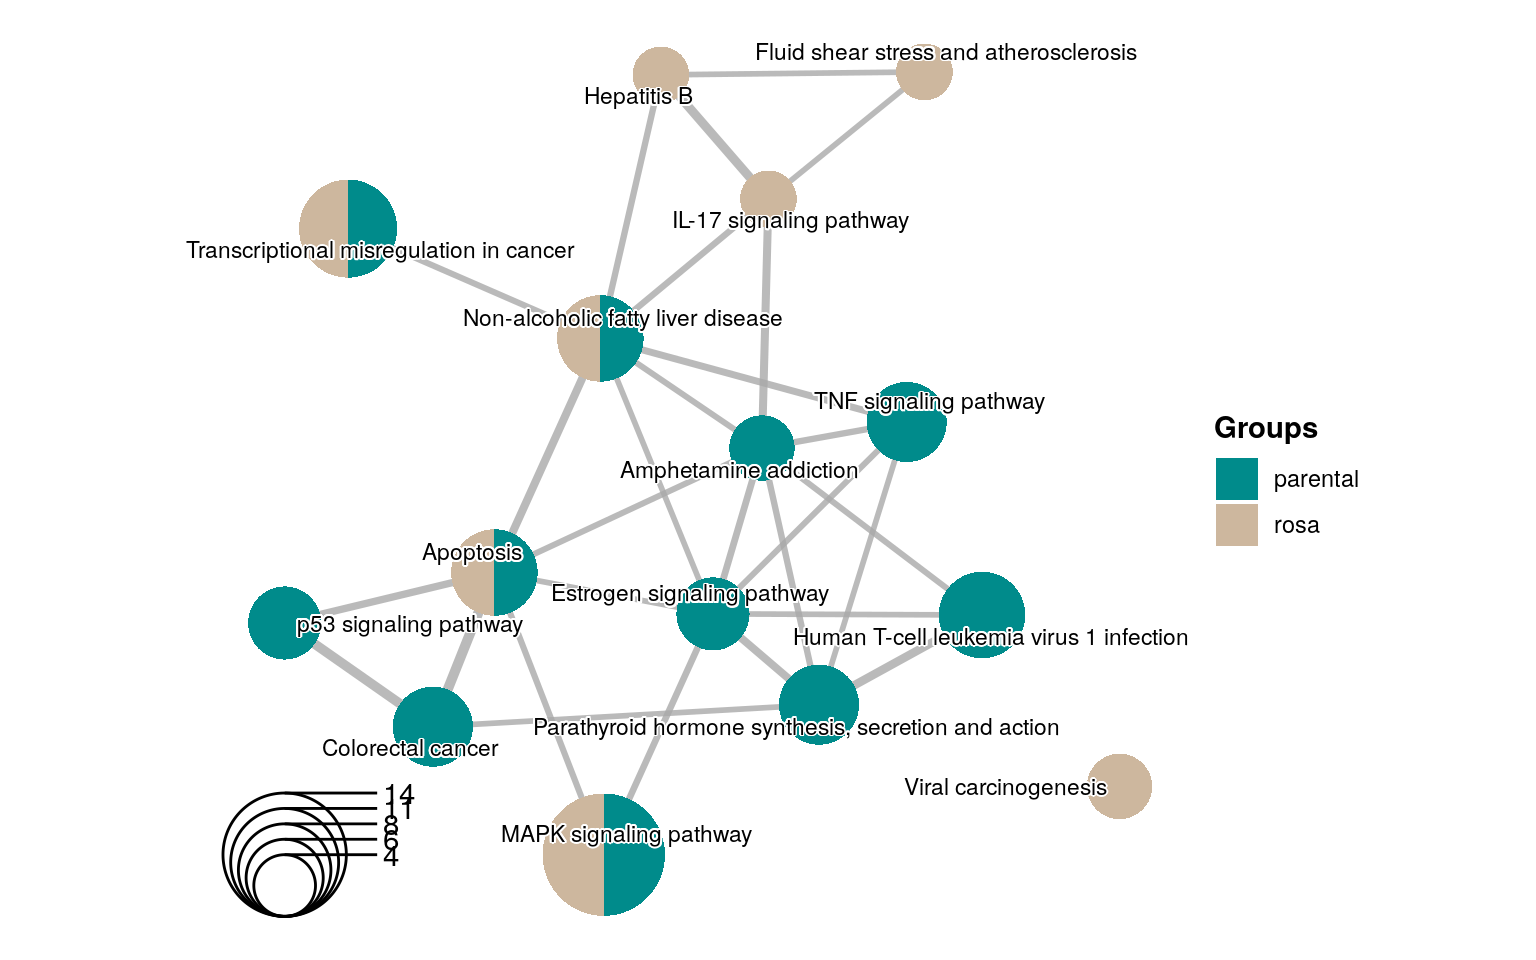 Fluid shear stress and atherosclerosis
Hepatitis B
IL-17 signaling pathway
Transcriptional misregulation in cancer
Non-alcoholic fatty liver disease
TNF signaling pathway
Amphetamine addiction
Groups
parental
rosa
Apoptosis
Estrogen signaling pathway
p53 signaling pathway
Human T-cell leukemia virus 1 infection
Parathyroid hormone synthesis, secretion and action
Colorectal cancer
Viral carcinogenesis
14
11
8
6
4
MAPK signaling pathway